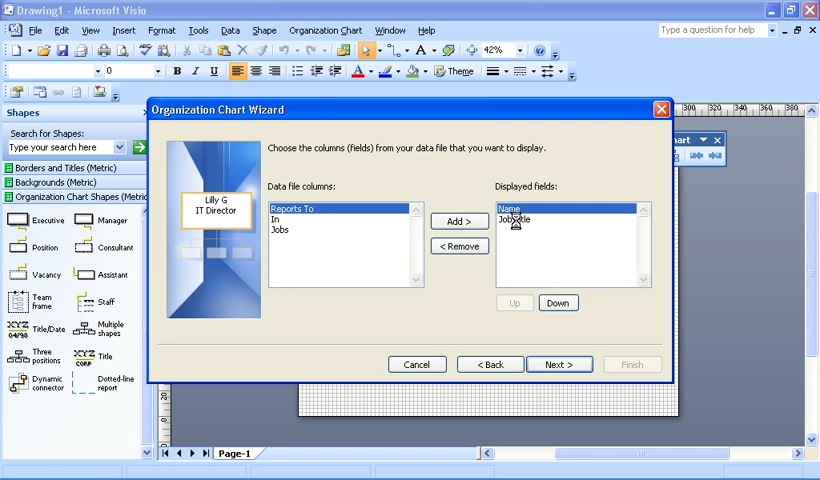 Drawing1 - Microsoft Visio
File Edit View Insert Format Tools Data Shape Organization Chart Window Help
Type a question for help
42%
0
B I U
A
Theme
Shapes
Search for Shapes:
Type your search here
Borders and Titles (Metric)
Backgrounds (Metric)
Organization Chart Shapes (Metric)
Executive Manager
Position Consultant
Vacancy Assistant
Team frame Staff
Title/Date Multiple shapes
Three positions Title
Dynamic connector Dotted-line report
Organization Chart Wizard
Lilly G
IT Director
Choose the columns (fields) from your data file that you want to display.
Data file columns:
Displayed fields:
Reports To
In
Jobs
Add >
< Remove
Name
Up
Down
Cancel
< Back
Next >
Finish
300 320 340 360 380
Page-1